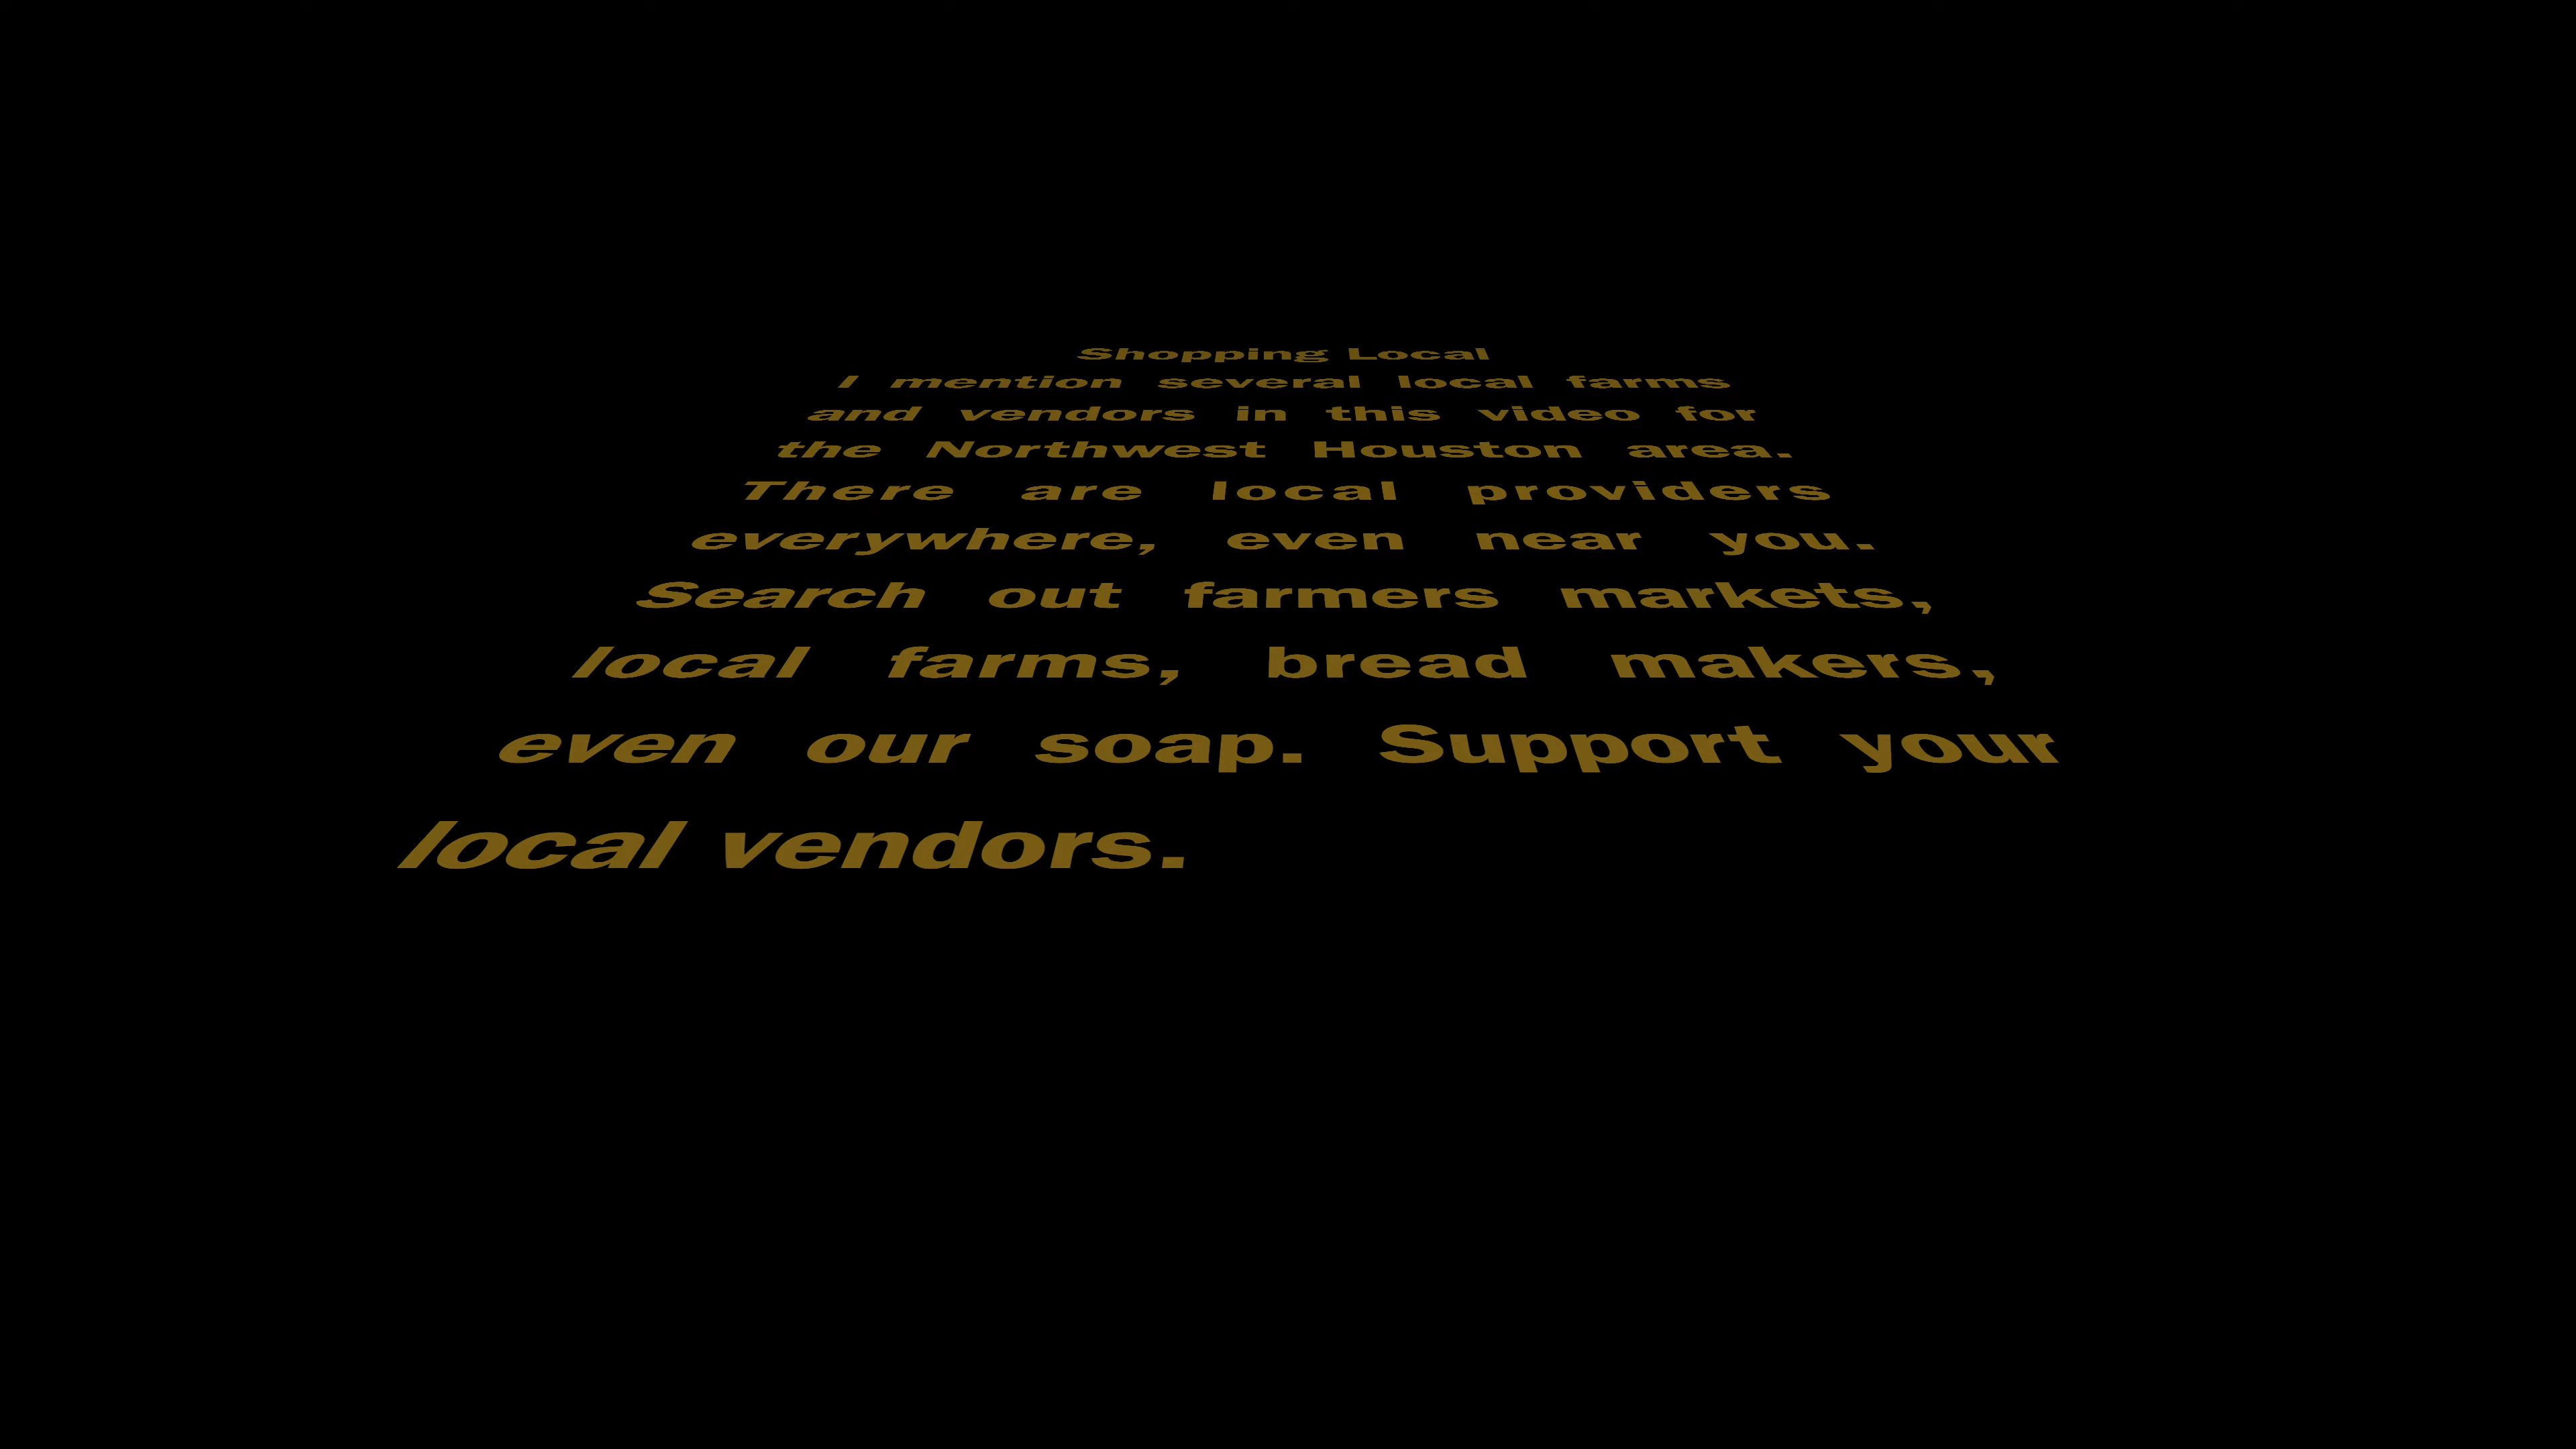 Shopping Local
I mention several local farms
and vendors in this video for
the Northwest Houston area.
There are local providers
everywhere, even near you.
Search out farmers markets,
local farms, bread makers,
even our soap. Support your
local vendors.